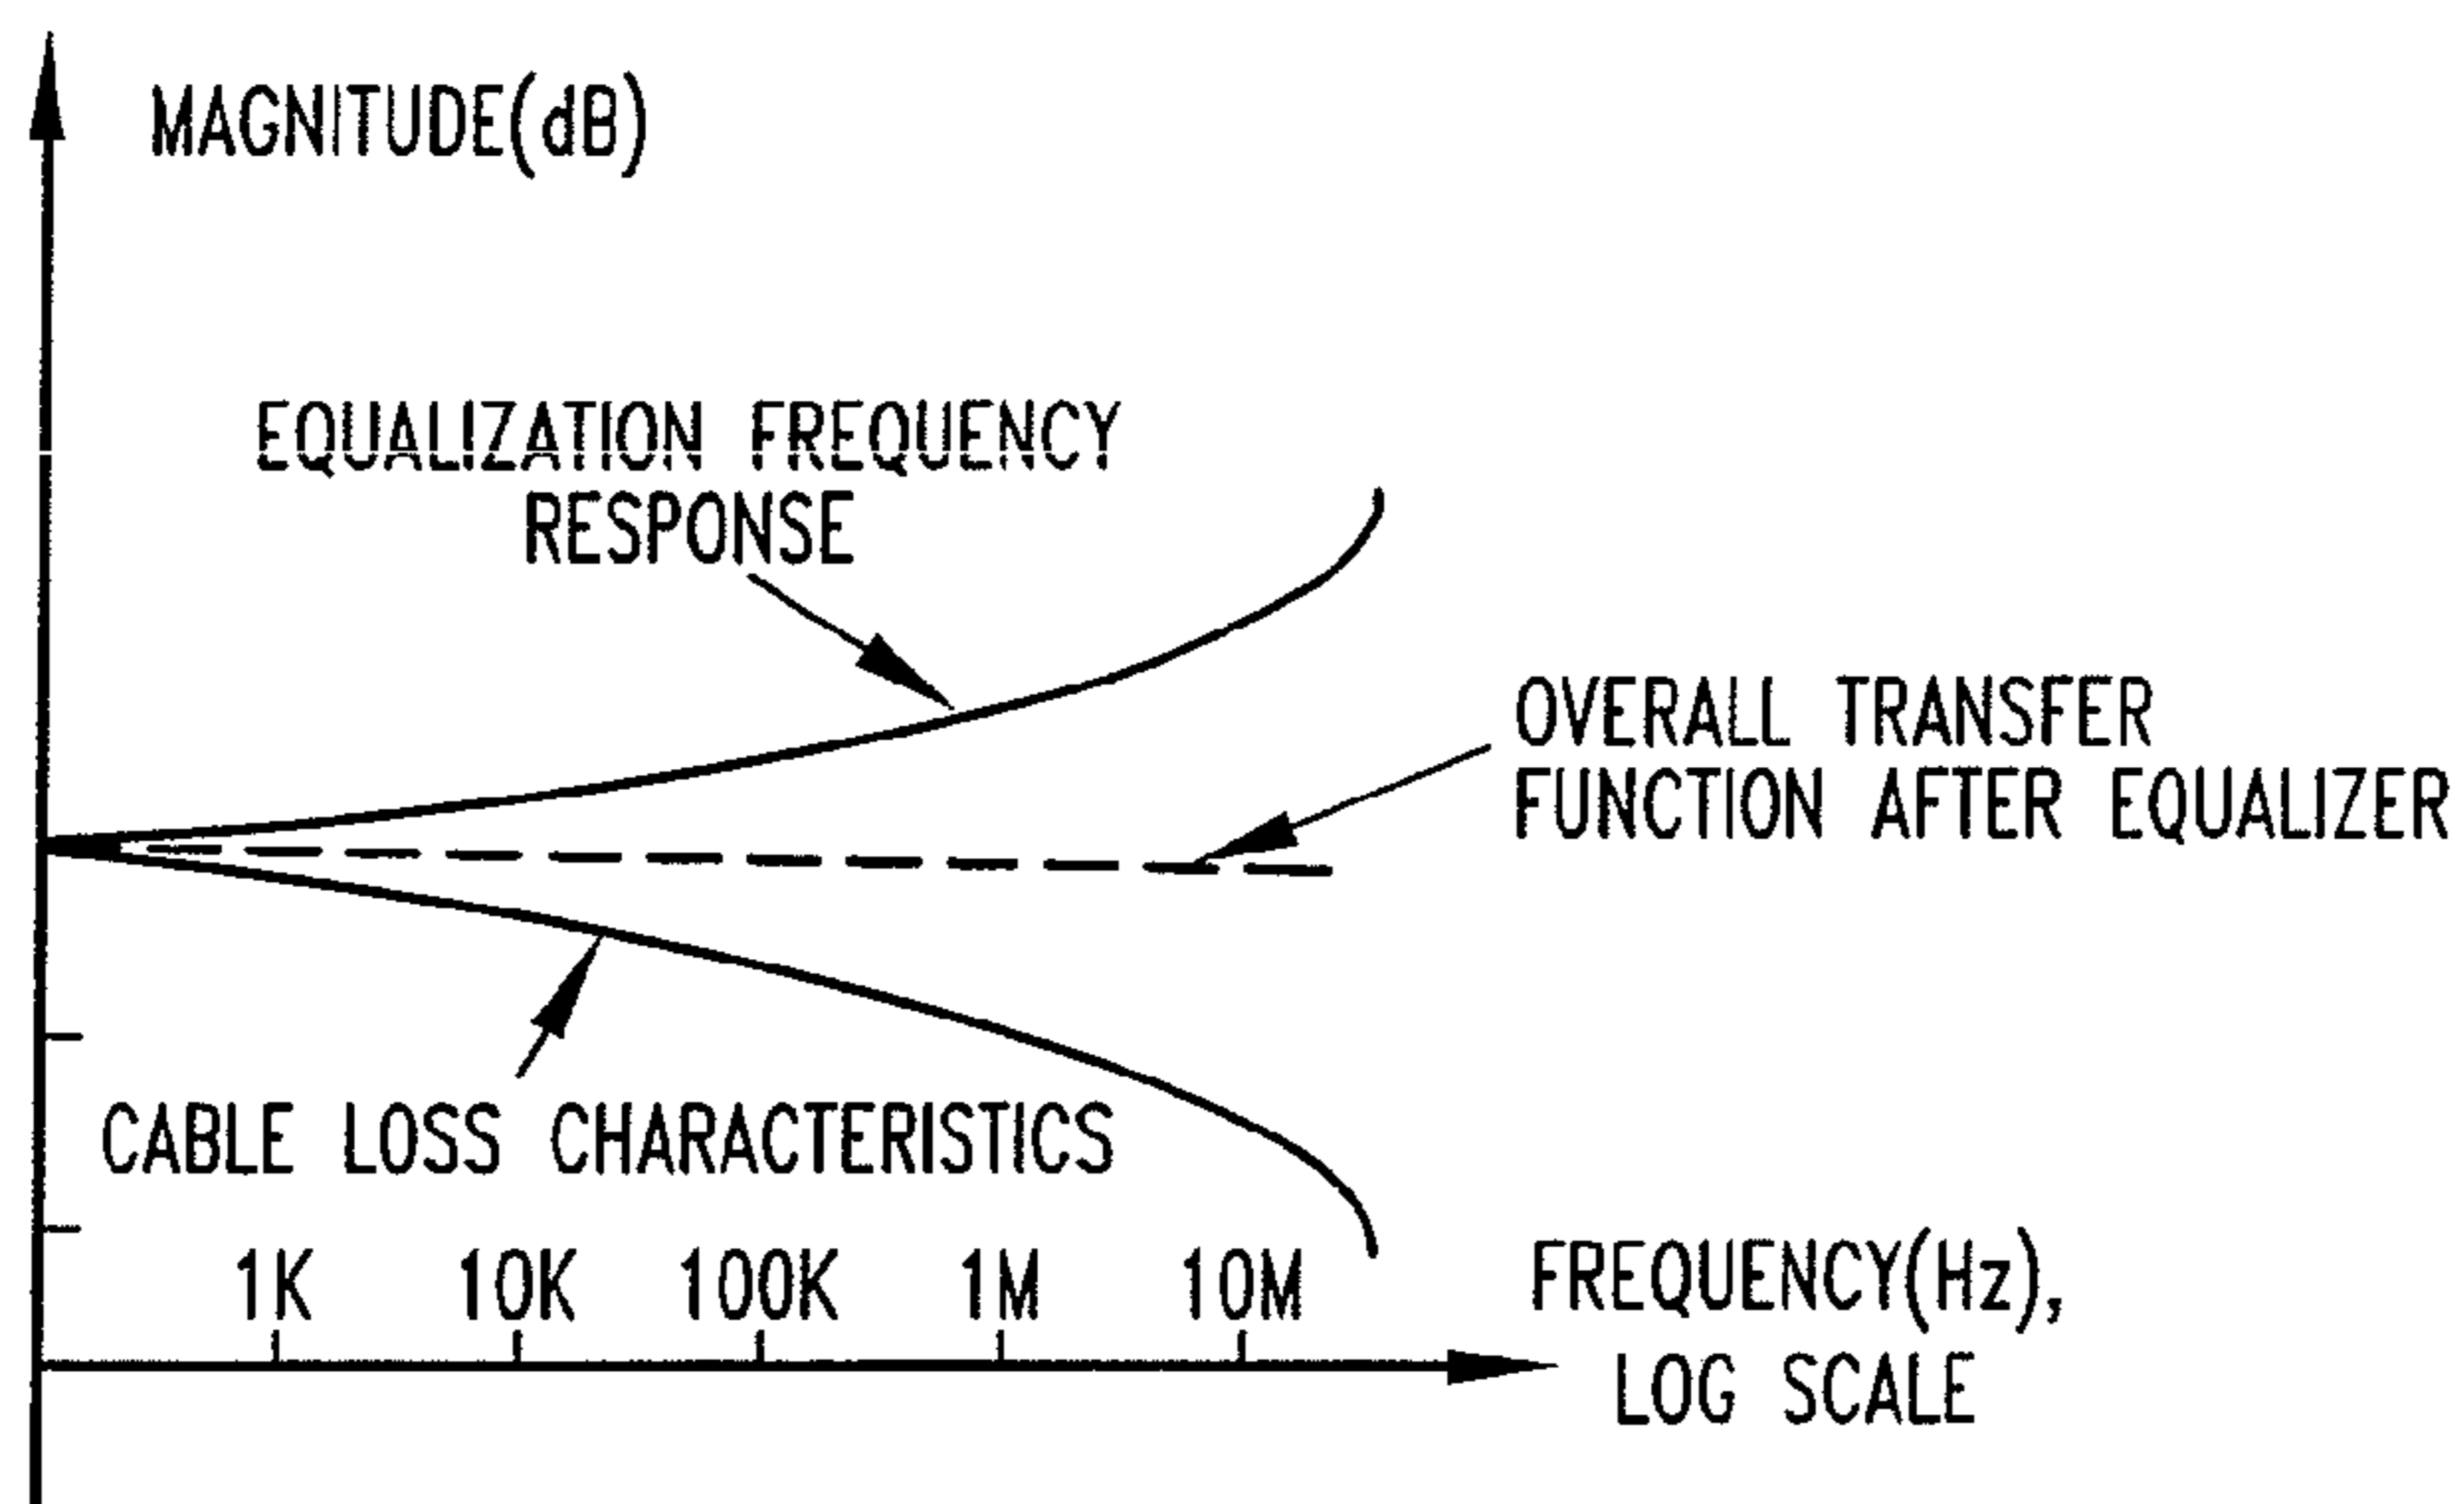 MAGNITUDE(dB)
EQUALIZATION FREQUENCY
RESPONSE
OVERALL TRANSFER
FUNCTION AFTER EQUALIZER
CABLE LOSS CHARACTERISTICS
1K 10K 100K 1M 10M
FREQUENCY(Hz),
LOG SCALE